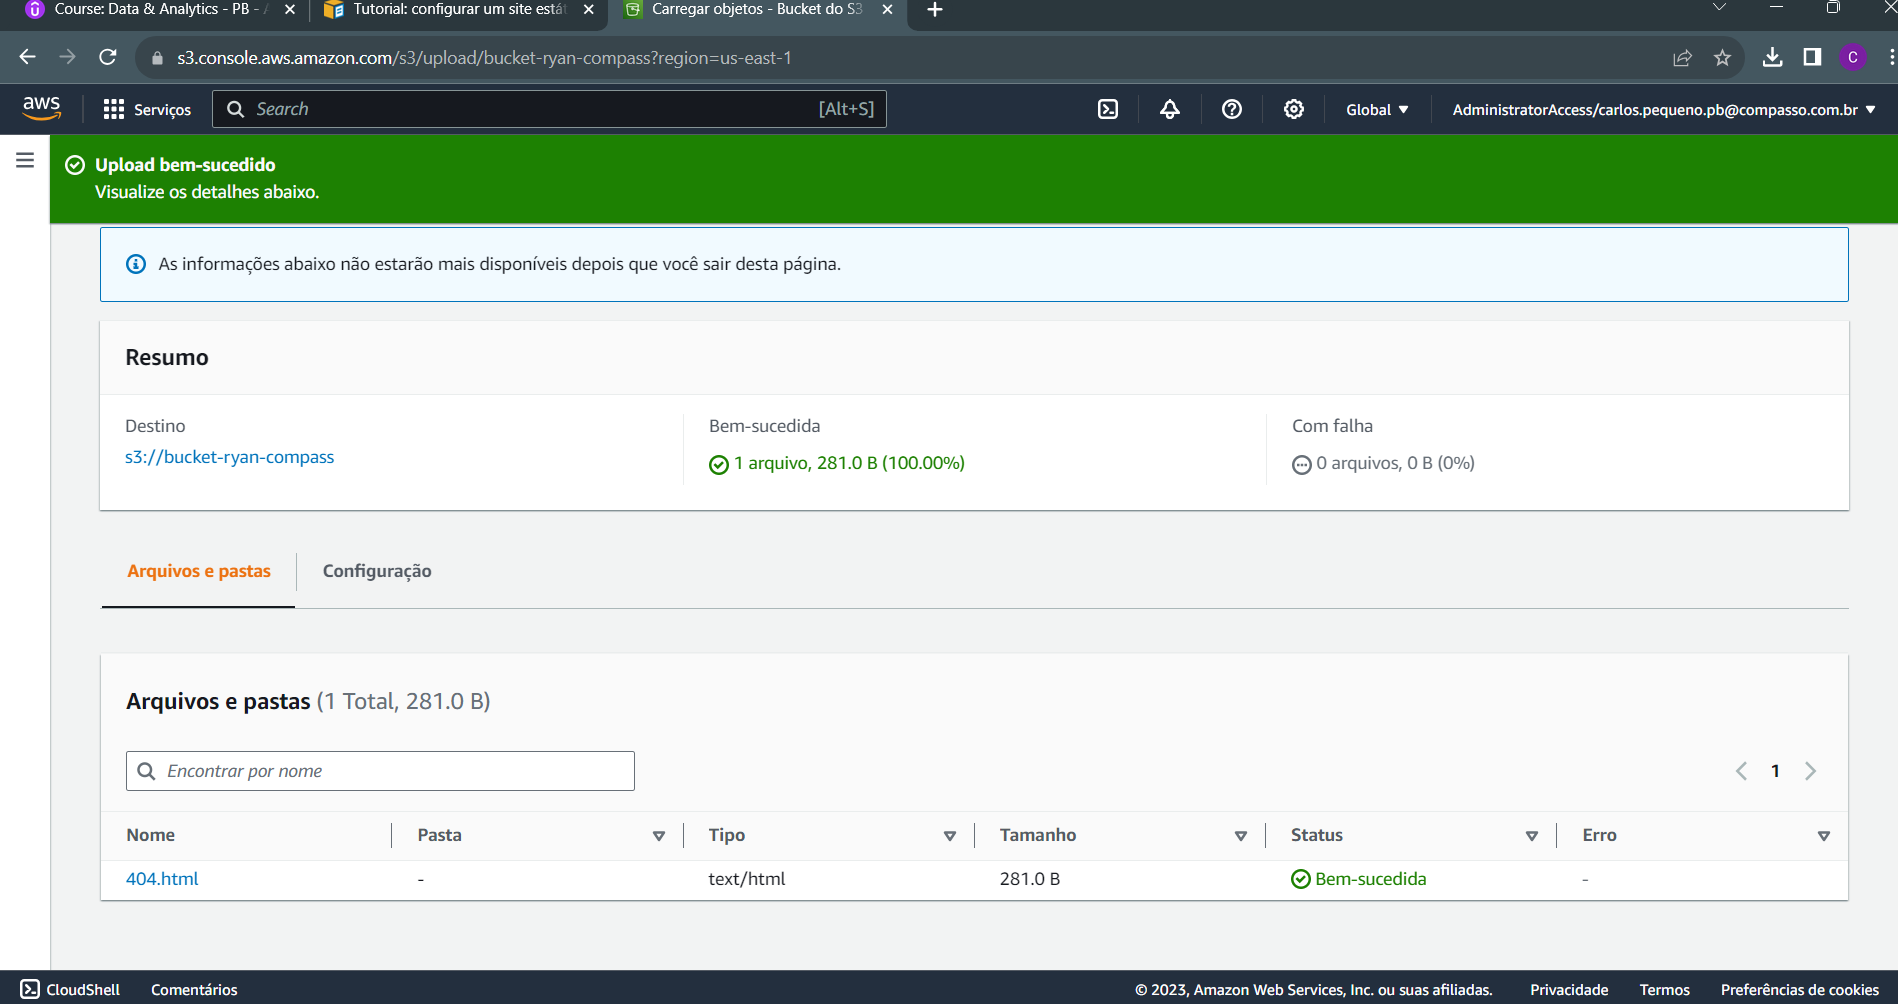 Course: Data & Analytics - PB -
Tutorial: configurar um site está
Carregar objetos - Bucket do S3
s3.console.aws.amazon.com/s3/upload/bucket-ryan-compass?region=us-east-1
C
aws
Serviços
Search
[Alt+S]
Global
AdministratorAccess/carlos.pequeno.pb@compasso.com.br
Upload bem-sucedido
Visualize os detalhes abaixo.
As informações abaixo não estarão mais disponíveis depois que você sair desta página.
Resumo
Destino
s3://bucket-ryan-compass
Bem-sucedida
1 arquivo, 281.0 B (100.00%)
Com falha
0 arquivos, 0 B (0%)
Arquivos e pastas
Configuração
Arquivos e pastas (1 Total, 281.0 B)
Encontrar por nome
1
Nome Pasta Tipo Tamanho Status Erro
404.html - text/html 281.0 B Bem-sucedida -
CloudShell
Comentários
© 2023, Amazon Web Services, Inc. ou suas afiliadas.
Privacidade
Termos
Preferências de cookies